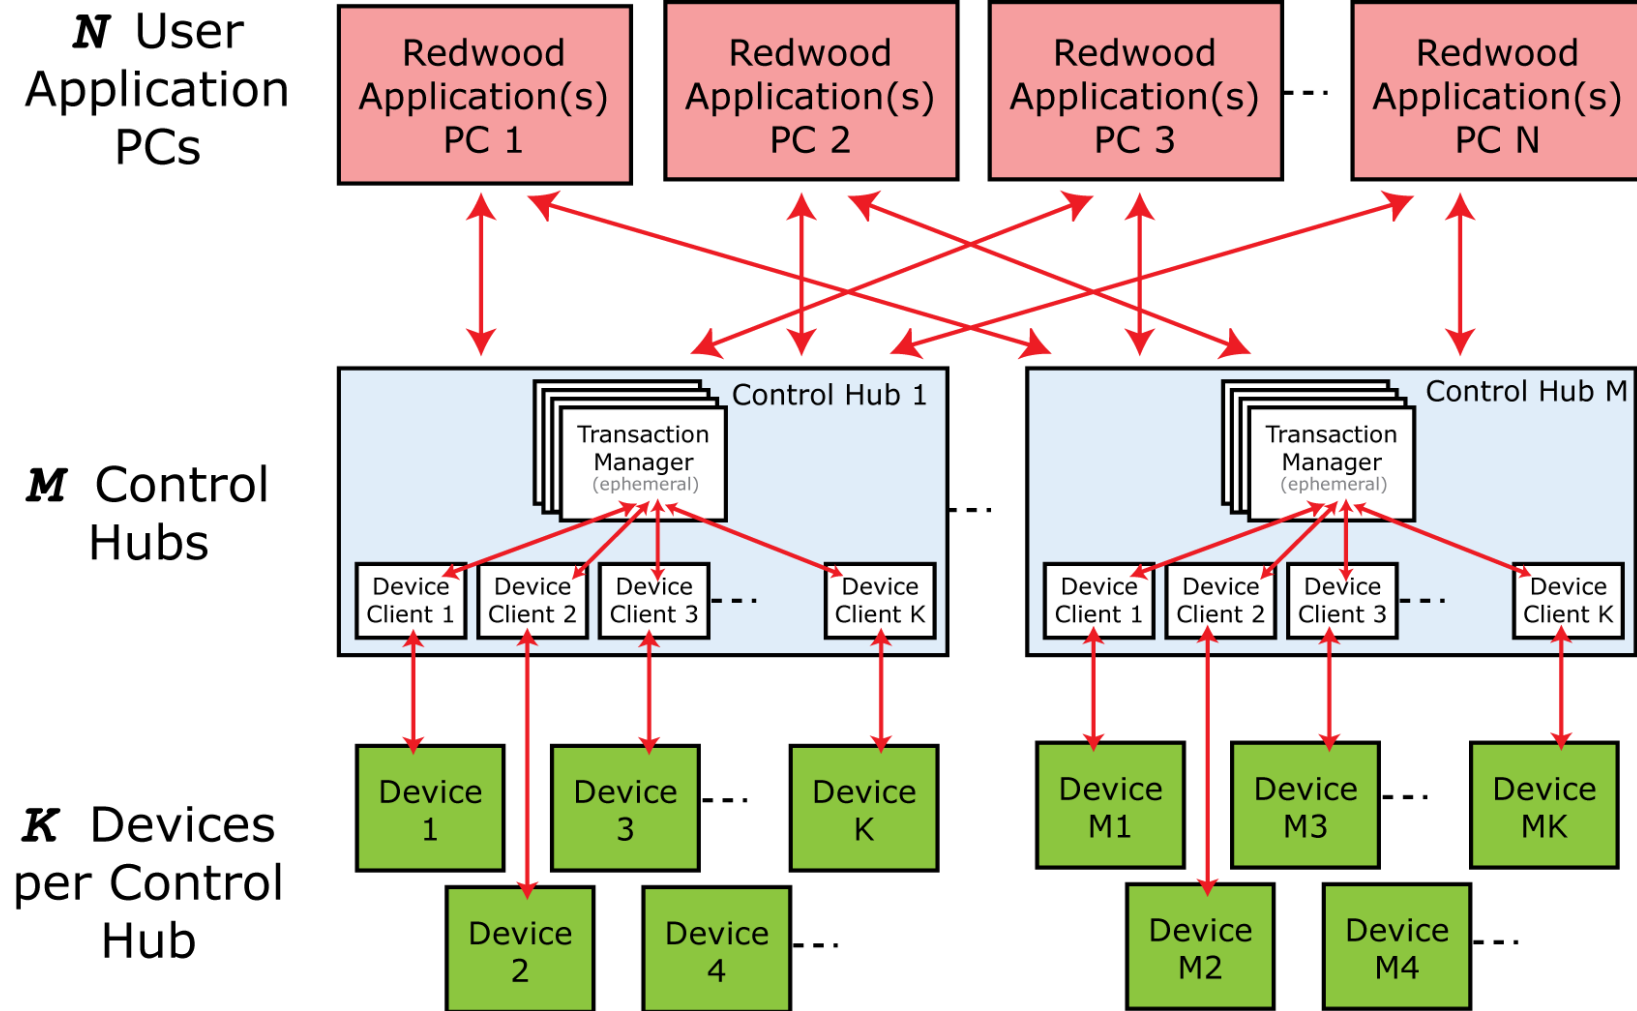 N User
Application
PCs
Redwood
Application(s)
PC 1
Redwood
Application(s)
PC 2
Redwood
Application(s)
PC 3
Redwood
Application(s)
PC N
M Control
Hubs
Control Hub 1
Transaction
Manager
(ephemeral)
Device
Client 1
Device
Client 2
Device
Client 3
Device
Client K
Control Hub M
Transaction
Manager
(ephemeral)
Device
Client 1
Device
Client 2
Device
Client 3
Device
Client K
K Devices
per Control
Hub
Device
1
Device
3
Device
K
Device
2
Device
4
Device
M1
Device
M3
Device
MK
Device
M2
Device
M4